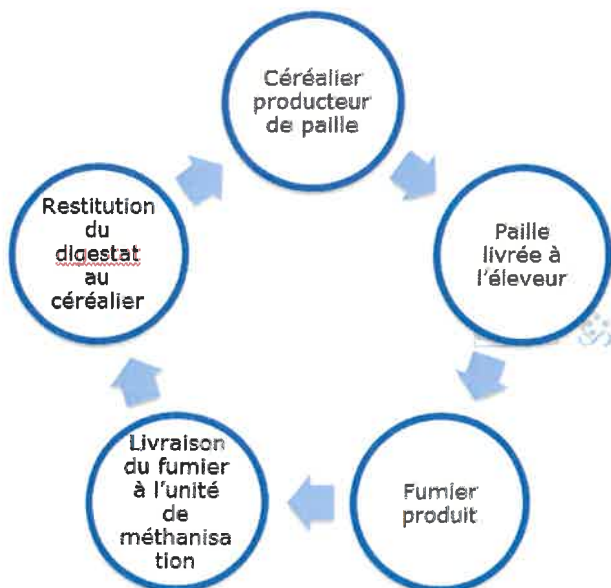 Céréalier
producteur
de paille
Paille
livrée à
l'éleveur
Fumier
produit
Livraison
du fumier
à l'unité
de
méthanisa
tion
Restitution
du
digestat
au
céréalier